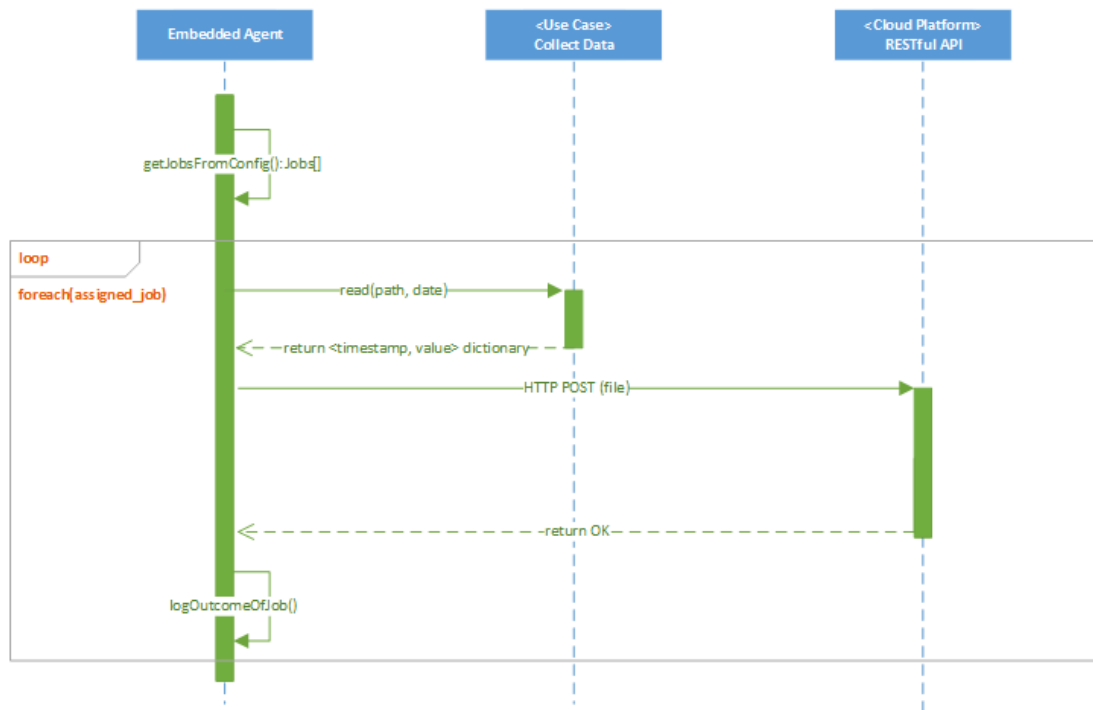 Embedded Agent
<Use Case>
Collect Data
<Cloud Platform>
RESTful API
getJobsFromConfig():Jobs[]
loop
foreach(assigned_job)
read(path, date)
return <timestamp, value> dictionary
HTTP POST (file)
return OK
logOutcomeOfJob()